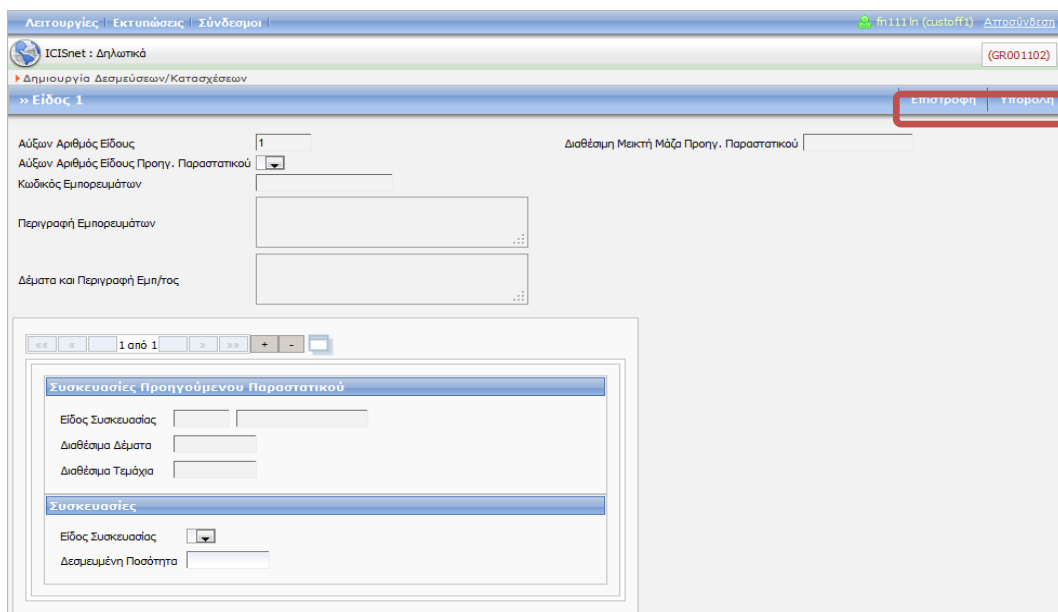 Λειτουργίες | Εκτυπώσεις | Σύνδεσμοι |
fn111 ln (custoff1) Αποσύνδεση
ICISnet : Δηλωτικά
(GR001102)
Δημιουργία Δεσμεύσεων/Κατασχέσεων
» Είδος 1
Επιστροφή Υποβολή
Αύξων Αριθμός Είδους 1
Διαθέσιμη Μεικτή Μάζα Προηγ. Παραστατικού
Αύξων Αριθμός Είδους Προηγ. Παραστατικού
Κωδικός Εμπορευμάτων
Περιγραφή Εμπορευμάτων
Δέματα και Περιγραφή Εμπ/τος
«« « 1 από 1 » »» + -
Συσκευασίες Προηγούμενου Παραστατικού
Είδος Συσκευασίας
Διαθέσιμα Δέματα
Διαθέσιμα Τεμάχια
Συσκευασίες
Είδος Συσκευασίας
Δεσμευμένη Ποσότητα